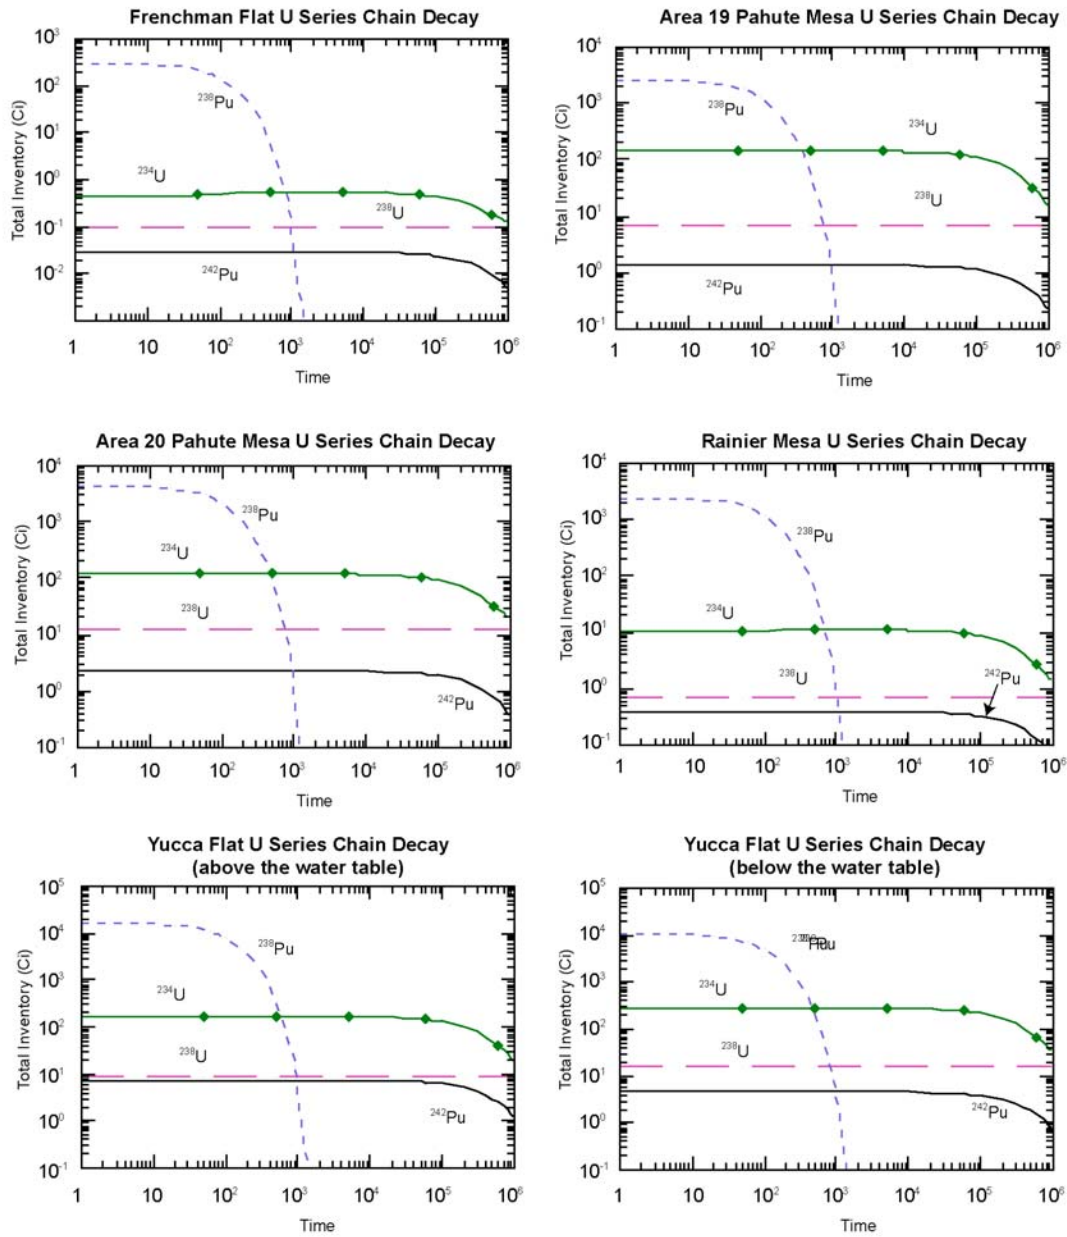 Frenchman Flat U Series Chain Decay
Total Inventory (Ci)
10³
10²
10¹
10⁰
10⁻¹
10⁻²
²³⁸Pu
²³⁴U
²³⁸U
²⁴²Pu
1 10 10² 10³ 10⁴ 10⁵ 10⁶
Time
Area 19 Pahute Mesa U Series Chain Decay
Total Inventory (Ci)
10⁴
10³
10²
10¹
10⁰
10⁻¹
²³⁸Pu
²³⁴U
²³⁸U
²⁴²Pu
1 10 10² 10³ 10⁴ 10⁵ 10⁶
Time
Area 20 Pahute Mesa U Series Chain Decay
Total Inventory (Ci)
10⁴
10³
10²
10¹
10⁰
10⁻¹
²³⁸Pu
²³⁴U
²³⁸U
²⁴²Pu
1 10 10² 10³ 10⁴ 10⁵ 10⁶
Time
Rainier Mesa U Series Chain Decay
Total Inventory (Ci)
10⁴
10³
10²
10¹
10⁰
10⁻¹
²³⁸Pu
²³⁴U
²³⁸U
²⁴²Pu
1 10 10² 10³ 10⁴ 10⁵ 10⁶
Time
Yucca Flat U Series Chain Decay
(above the water table)
Total Inventory (Ci)
10⁵
10⁴
10³
10²
10¹
10⁰
10⁻¹
²³⁸Pu
²³⁴U
²³⁸U
²⁴²Pu
1 10 10² 10³ 10⁴ 10⁵ 10⁶
Time
Yucca Flat U Series Chain Decay
(below the water table)
Total Inventory (Ci)
10⁵
10⁴
10³
10²
10¹
10⁰
10⁻¹
²³⁴U
²³⁸U
²⁴²Pu
1 10 10² 10³ 10⁴ 10⁵ 10⁶
Time